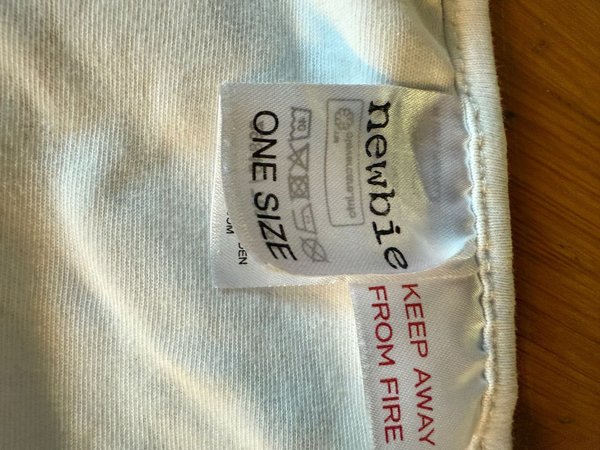 newbie
ONE SIZE
KEEP AWAY
FROM FIRE